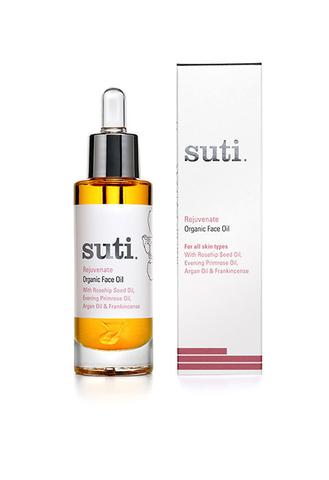 suti.
Rejuvenate
Organic Face Oil
With Rosehip Seed Oil,
Evening Primrose Oil,
Argan Oil & Frankincense
suti.
Rejuvenate
Organic Face Oil
For all skin types
With Rosehip Seed Oil,
Evening Primrose Oil,
Argan Oil & Frankincense